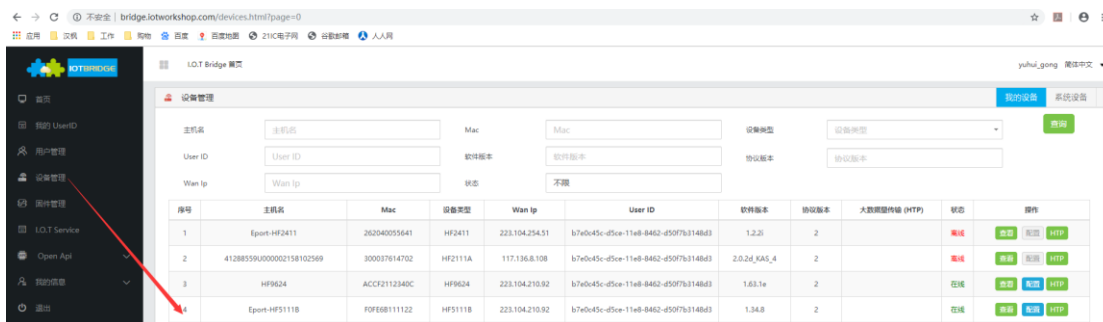 不安全 | bridge.iotworkshop.com/devices.html?page=0
应用 汉枫 工作 购物 百度 百度地图 21IC电子网 谷歌邮箱 人人网
IOTBRIDGE
I.O.T Bridge 首页
yuhui_gong 简体中文
首页
我的 UserID
用户管理
设备管理
固件管理
I.O.T Service
Open Api
我的信息
退出
设备管理
我的设备 系统设备
主机名 主机名 Mac Mac 设备类型 设备类型 查询
User ID User ID 软件版本 软件版本 协议版本 协议版本
Wan Ip Wan Ip 状态 不限
序号 主机名 Mac 设备类型 Wan Ip User ID 软件版本 协议版本 大数据量传输 (HTP) 状态 操作
1 Eport-HF2411 262040055641 HF2411 223.104.254.51 b7e0c45c-d5ce-11e8-8462-d50f7b3148d3 1.2.2i 2 离线 查看 配置 HTP
2 41288559U000002158102569 300037614702 HF2111A 117.136.8.108 b7e0c45c-d5ce-11e8-8462-d50f7b3148d3 2.0.2d_KAS_4 2 离线 查看 配置 HTP
3 HF9624 ACCF2112340C HF9624 223.104.210.92 b7e0c45c-d5ce-11e8-8462-d50f7b3148d3 1.63.1e 2 在线 查看 配置 HTP
4 Eport-HF5111B F0FE6B111122 HF5111B 223.104.210.92 b7e0c45c-d5ce-11e8-8462-d50f7b3148d3 1.34.8 2 在线 查看 配置 HTP